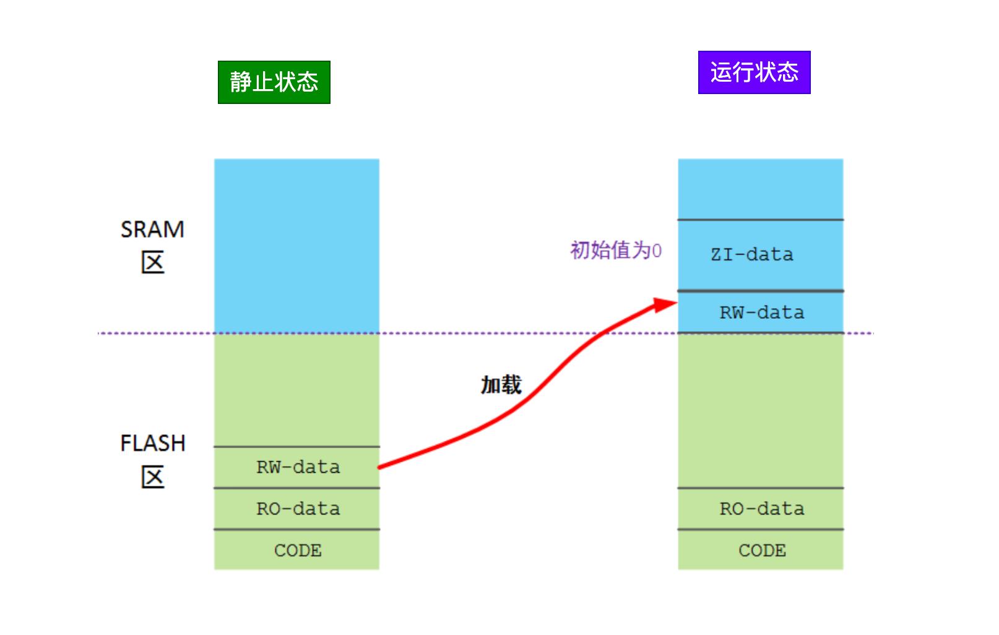 静止状态
运行状态
SRAM
区
初始值为0
ZI-data
RW-data
加载
FLASH
区
RW-data
RO-data
CODE
RO-data
CODE